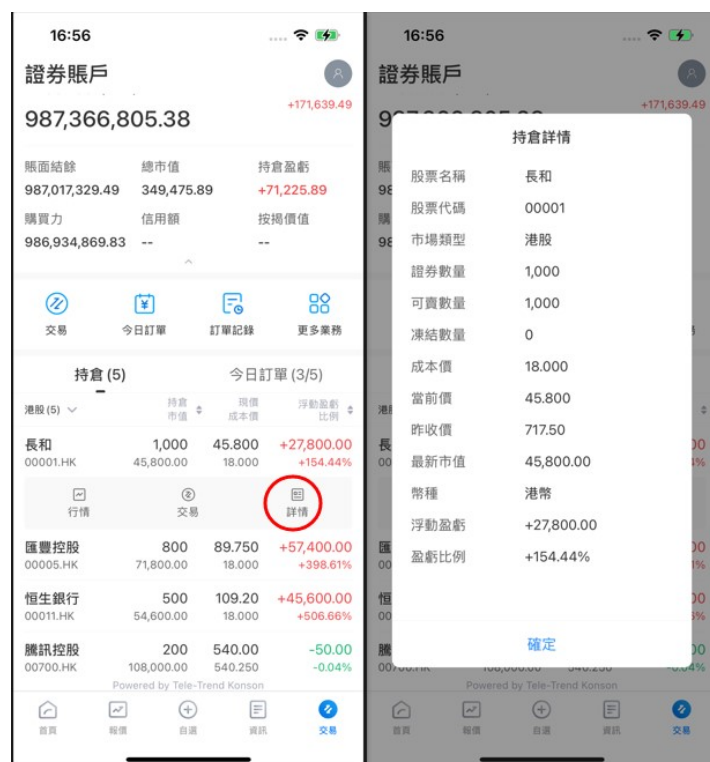 16:56
證券賬戶
987,366,805.38 +171,639.49
賬面結餘 總市值 持倉盈虧
987,017,329.49 349,475.89 +71,225.89
購買力 信用額 按揭價值
986,934,869.83 -- --
交易 今日訂單 訂單記錄 更多業務
持倉 (5) 今日訂單 (3/5)
港股 (5) 持倉 現價 浮動盈虧
市值 成本價 比例
長和 1,000 45.800 +27,800.00
00001.HK 45,800.00 18.000 +154.44%
行情 交易 詳情
匯豐控股 800 89.750 +57,400.00
00005.HK 71,800.00 18.000 +398.61%
恒生銀行 500 109.20 +45,600.00
00011.HK 54,600.00 18.000 +506.66%
騰訊控股 200 540.00 -50.00
00700.HK 108,000.00 540.250 -0.04%
Powered by Tele-Trend Konson
首頁 報價 自選 資訊 交易
16:56
證券賬戶
+171,639.49
持倉詳情
股票名稱 長和
股票代碼 00001
市場類型 港股
證券數量 1,000
可賣數量 1,000
凍結數量 0
成本價 18.000
當前價 45.800
昨收價 717.50
最新市值 45,800.00
幣種 港幣
浮動盈虧 +27,800.00
盈虧比例 +154.44%
確定
Powered by Tele-Trend Konson
首頁 報價 自選 資訊 交易